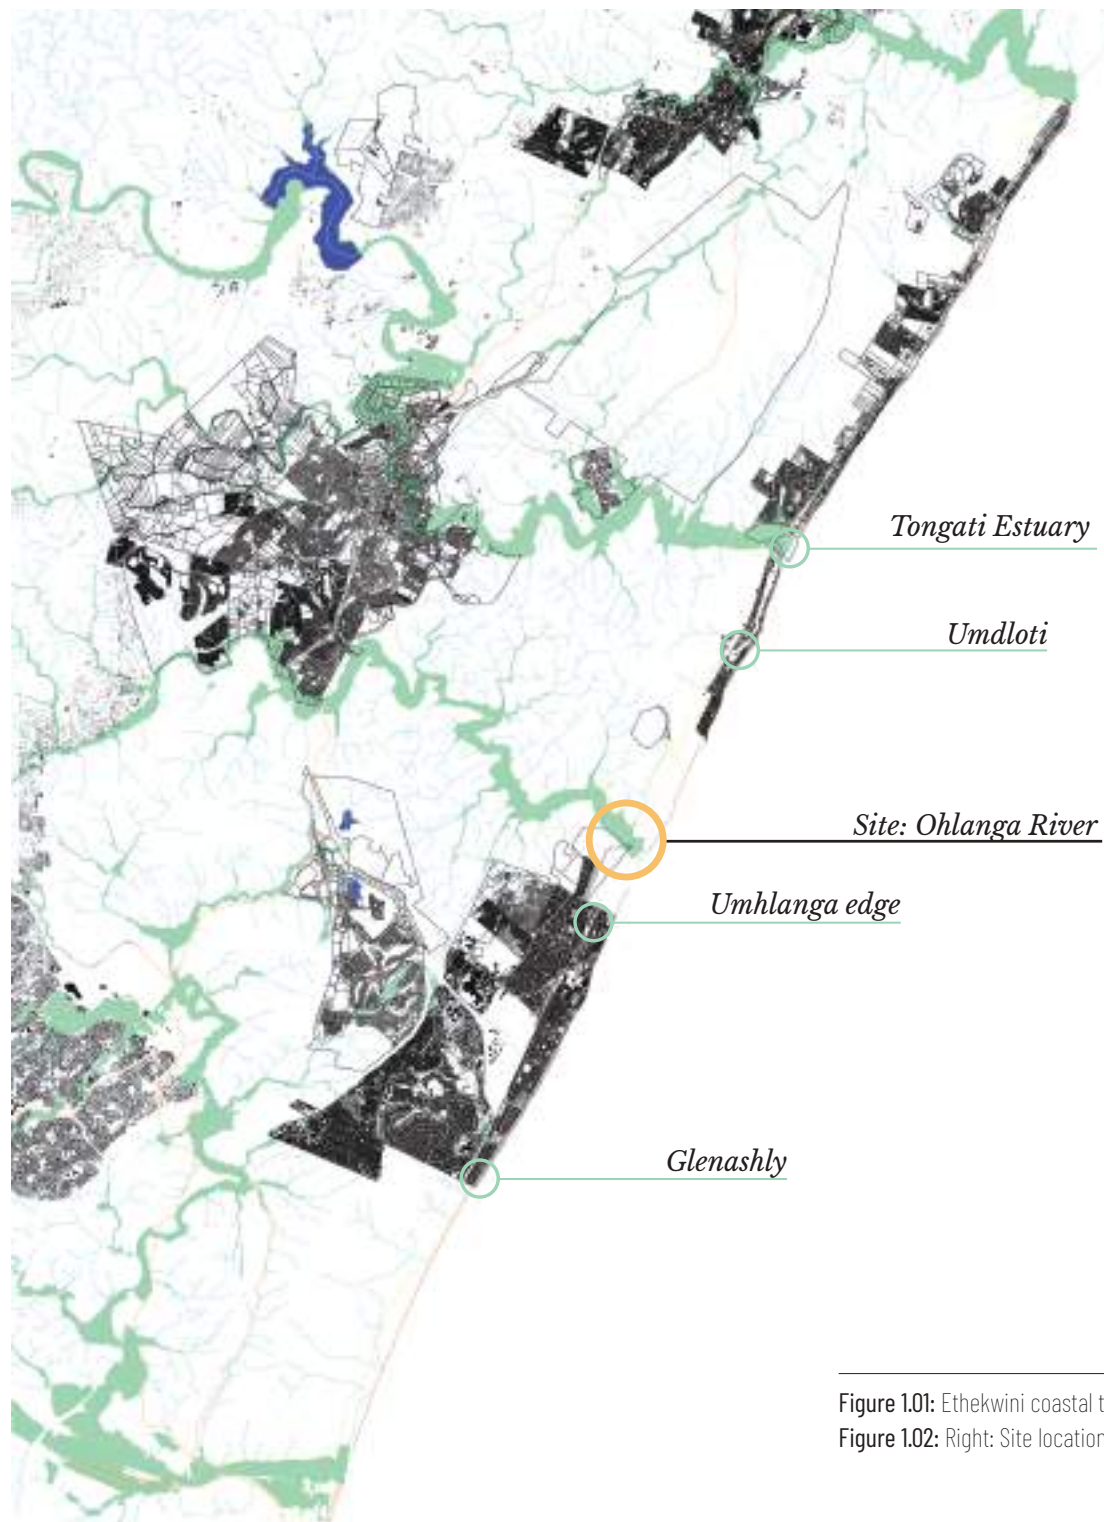 Tongati Estuary
Umdloti
Site: Ohlanga River
Umhlanga edge
Glenashly
Figure 1.01: Ethekwini coastal t
Figure 1.02: Right: Site location